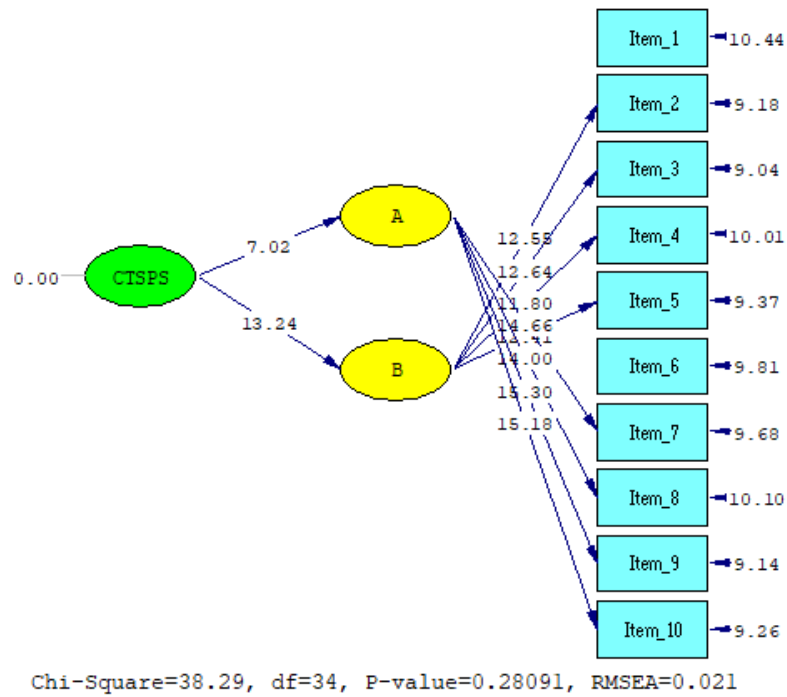 Item_1
10.44
Item_2
9.18
Item_3
9.04
Item_4
10.01
Item_5
9.37
Item_6
9.81
Item_7
9.68
Item_8
10.10
Item_9
9.14
Item_10
9.26
A
B
CTSPS
0.00
7.02
13.24
12.55
12.64
11.80
14.66
14.00
15.30
15.18
Chi-Square=38.29, df=34, P-value=0.28091, RMSEA=0.021